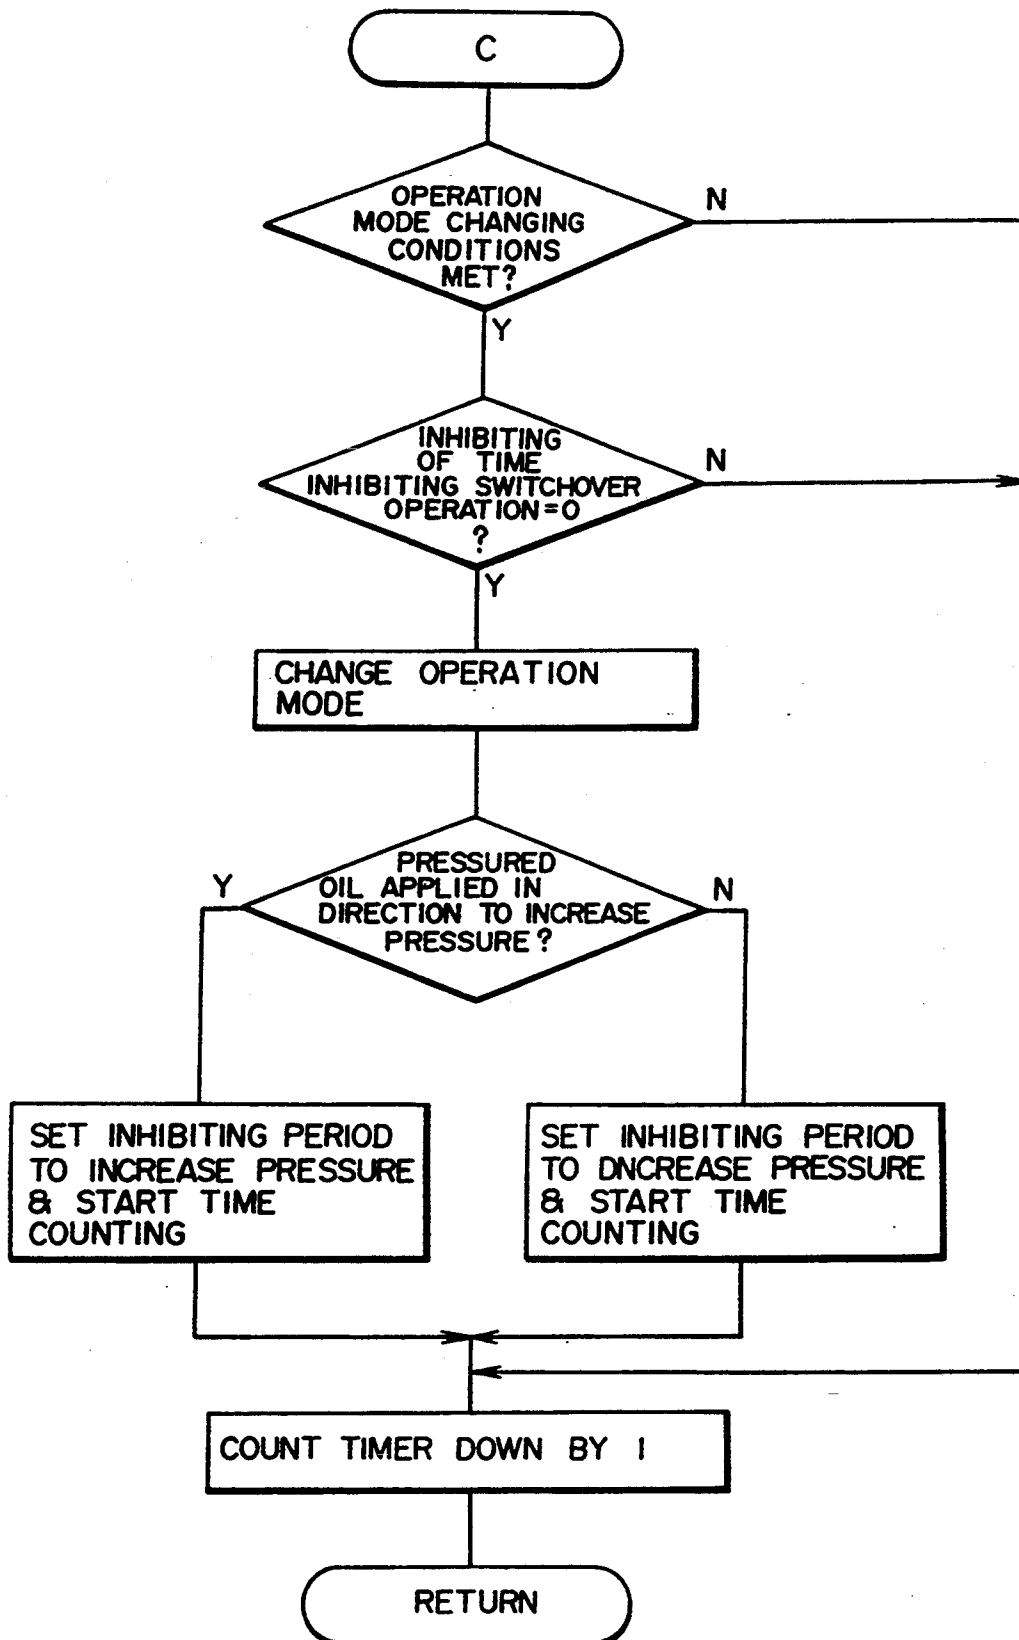 C
OPERATION
MODE CHANGING
CONDITIONS
MET?
N
Y
INHIBITING
OF TIME
INHIBITING SWITCHOVER
OPERATION=0
?
N
Y
CHANGE OPERATION
MODE
PRESSURED
OIL APPLIED IN
DIRECTION TO INCREASE
PRESSURE?
Y
N
SET INHIBITING PERIOD
TO INCREASE PRESSURE
& START TIME
COUNTING
SET INHIBITING PERIOD
TO DNCREASE PRESSURE
& START TIME
COUNTING
COUNT TIMER DOWN BY 1
RETURN